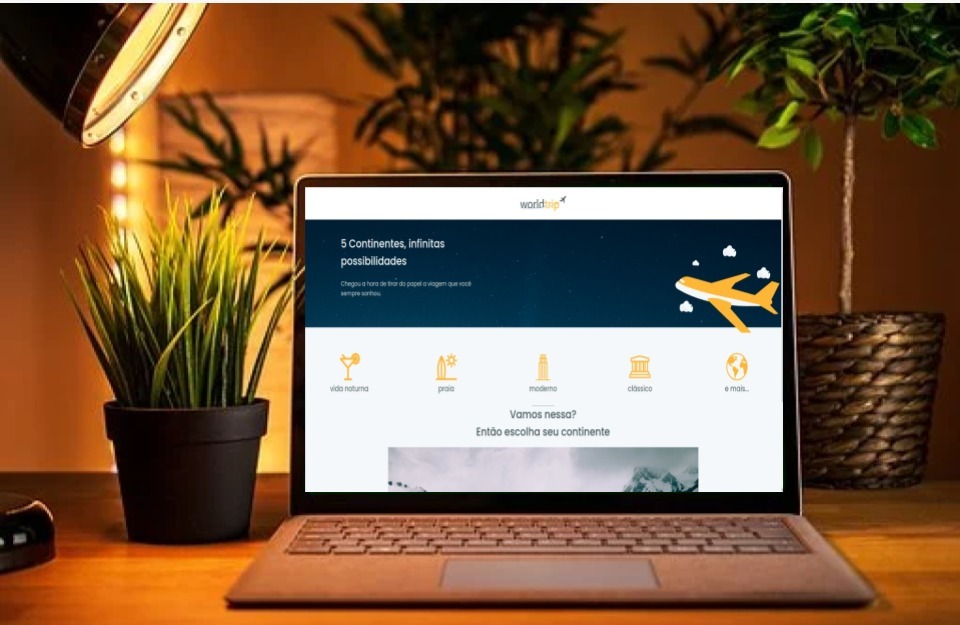 worldtrip
5 Continentes, infinitas
possibilidades
Chegou a hora de tirar do papel a viagem que você
sempre sonhou.
vida noturna
praia
moderno
clássico
e mais...
Vamos nessa?
Então escolha seu continente